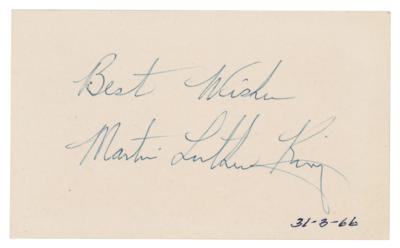 Best Wishes
Martin Luther King
31-3-66